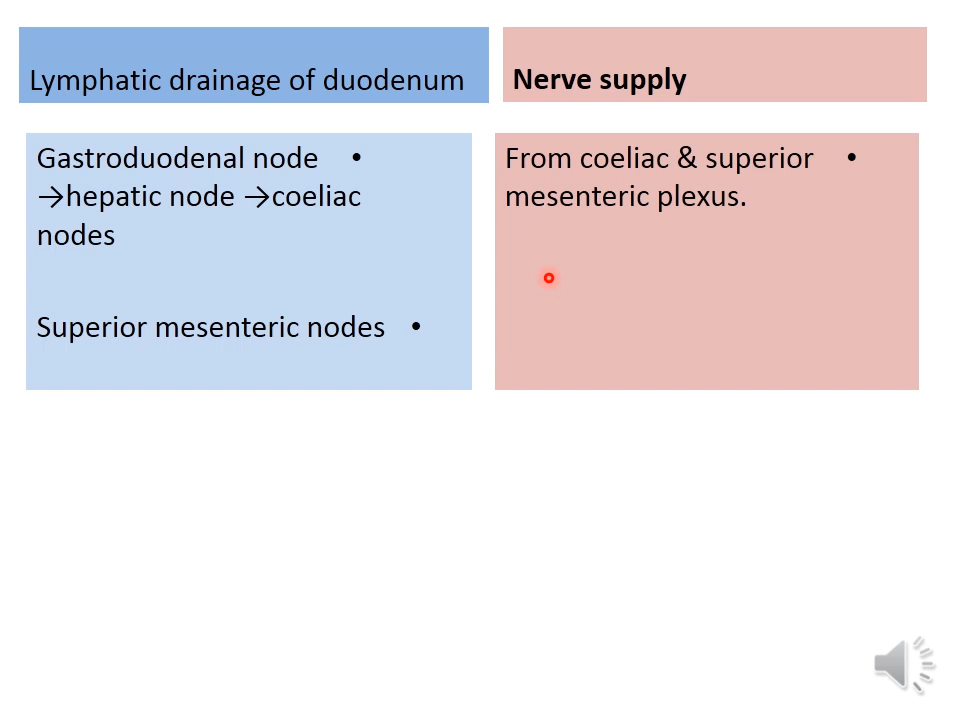 Lymphatic drainage of duodenum
Gastroduodenal node •
→hepatic node →coeliac
nodes
Superior mesenteric nodes •
Nerve supply
From coeliac & superior •
mesenteric plexus.